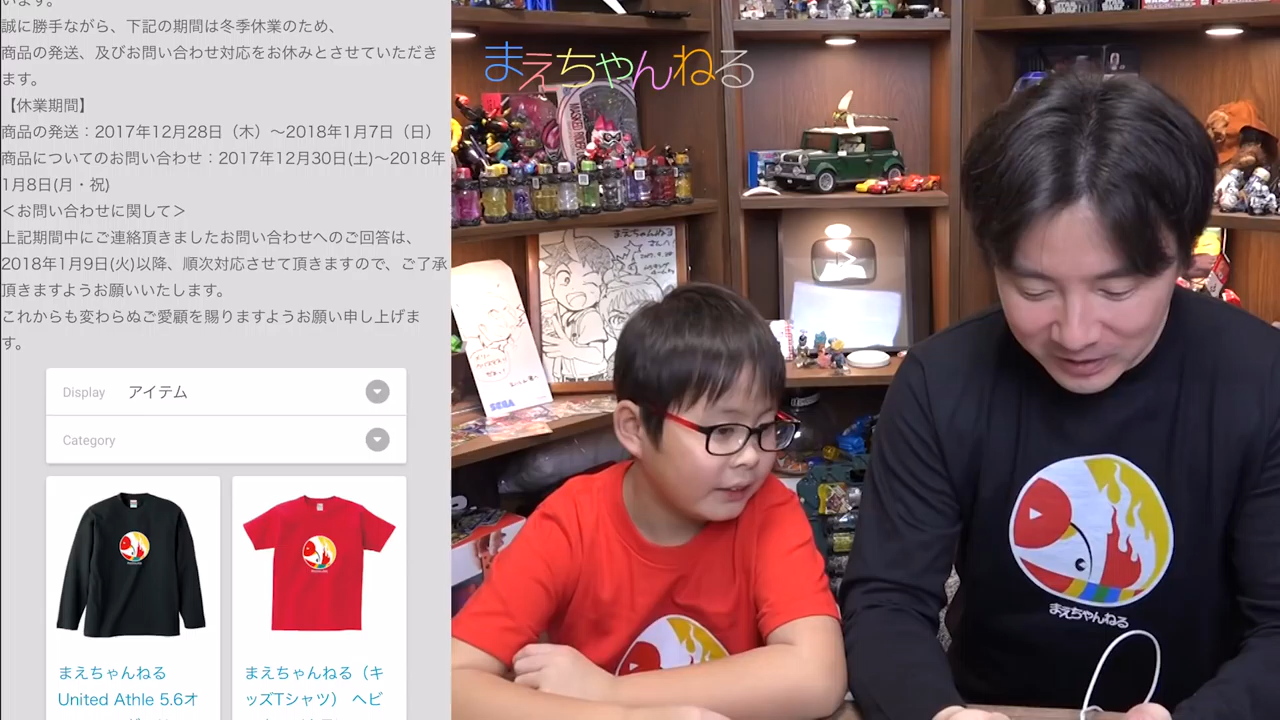 います。
誠に勝手ながら、下記の期間は冬季休業のため、
商品の発送、及びお問い合わせ対応をお休みとさせていただき
ます。
【休業期間】
商品の発送：2017年12月28日（木）〜2018年1月7日（日）
商品についてのお問い合わせ：2017年12月30日(土)〜2018年
1月8日(月・祝)
＜お問い合わせに関して＞
上記期間中にご連絡頂きましたお問い合わせへのご回答は、
2018年1月9日(火)以降、順次対応させて頂きますので、ご了承
頂きますようお願いいたします。
これからも変わらぬご愛顧を賜りますようお願い申し上げま
す。
Display アイテム
Category
まえちゃんねる
United Athle 5.6オ
まえちゃんねる（キ
ッズTシャツ） ヘビ
まえちゃんねる
まえちゃんねる
さんへ!
SEGA
まえちゃんねる